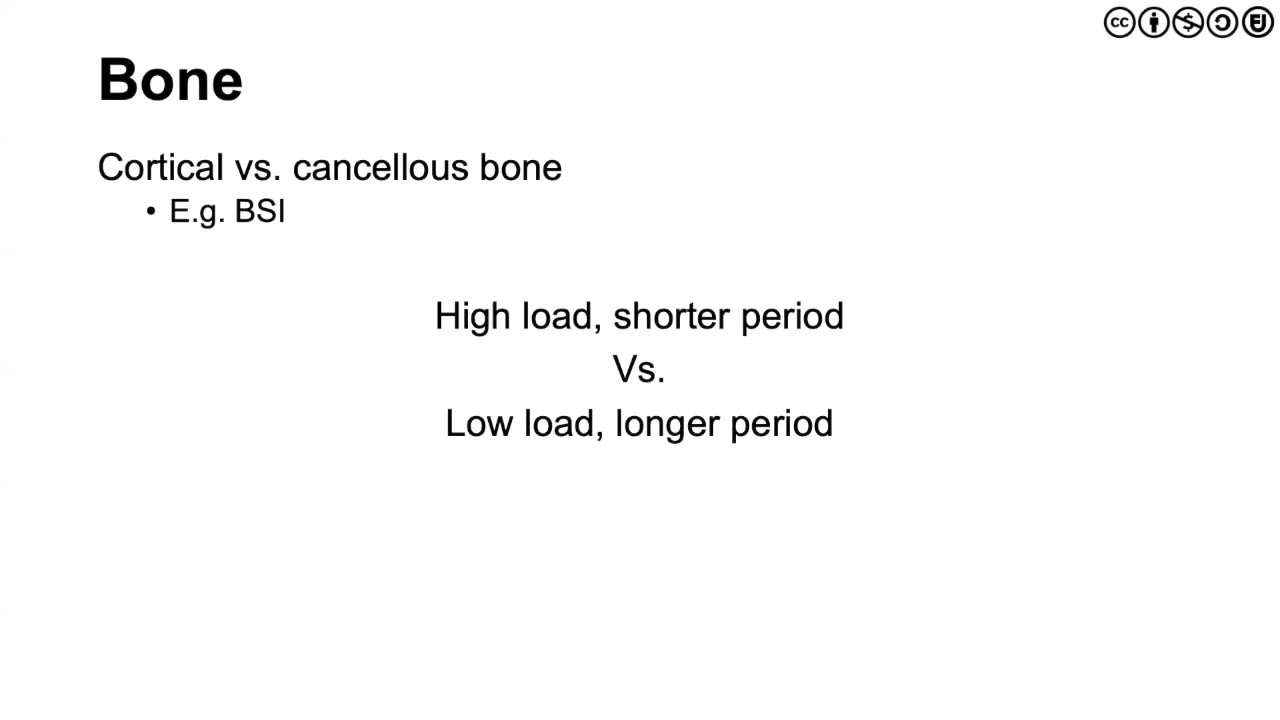 Bone
Cortical vs. cancellous bone
• E.g. BSI
High load, shorter period
Vs.
Low load, longer period